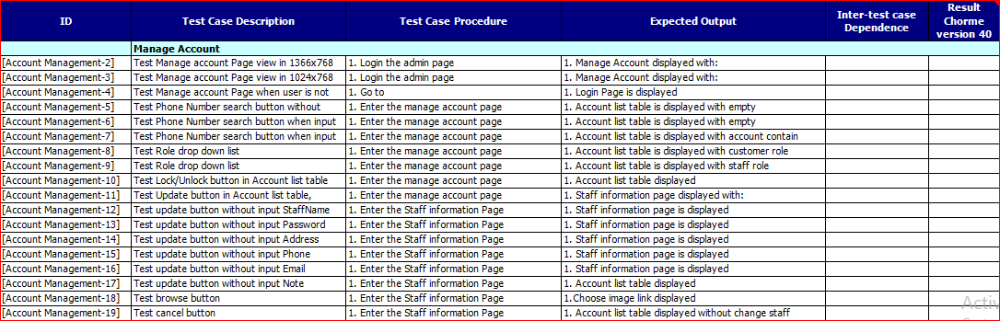 ID Test Case Description Test Case Procedure Expected Output Inter-test case Dependence Result Chorme version 40
Manage Account
[Account Management-2] Test Manage account Page view in 1366x768 1. Login the admin page 1. Manage Account displayed with:
[Account Management-3] Test Manage account Page view in 1024x768 1. Login the admin page 1. Manage Account displayed with:
[Account Management-4] Test Manage account Page when user is not 1. Go to 1. Login Page is displayed
[Account Management-5] Test Phone Number search button without 1. Enter the manage account page 1. Account list table is displayed with empty
[Account Management-6] Test Phone Number search button when input 1. Enter the manage account page 1. Account list table is displayed with empty
[Account Management-7] Test Phone Number search button when input 1. Enter the manage account page 1. Account list table is displayed with account contain
[Account Management-8] Test Role drop down list 1. Enter the manage account page 1. Account list table is displayed with customer role
[Account Management-9] Test Role drop down list 1. Enter the manage account page 1. Account list table is displayed with staff role
[Account Management-10] Test Lock/Unlock button in Account list table 1. Enter the manage account page 1. Account list table displayed
[Account Management-11] Test Update button in Account list table, 1. Enter the manage account page 1. Staff information page displayed with:
[Account Management-12] Test update button without input StaffName 1. Enter the Staff information Page 1. Staff information page is displayed
[Account Management-13] Test update button without input Password 1. Enter the Staff information Page 1. Staff information page is displayed
[Account Management-14] Test update button without input Address 1. Enter the Staff information Page 1. Staff information page is displayed
[Account Management-15] Test update button without input Phone 1. Enter the Staff information Page 1. Staff information page is displayed
[Account Management-16] Test update button without input Email 1. Enter the Staff information Page 1. Staff information page is displayed
[Account Management-17] Test update button without input Note 1. Enter the Staff information Page 1. Account list table displayed
[Account Management-18] Test browse button 1. Enter the Staff information Page 1.Choose image link displayed
[Account Management-19] Test cancel button 1. Enter the Staff information Page 1. Account list table displayed without change staff
Activ